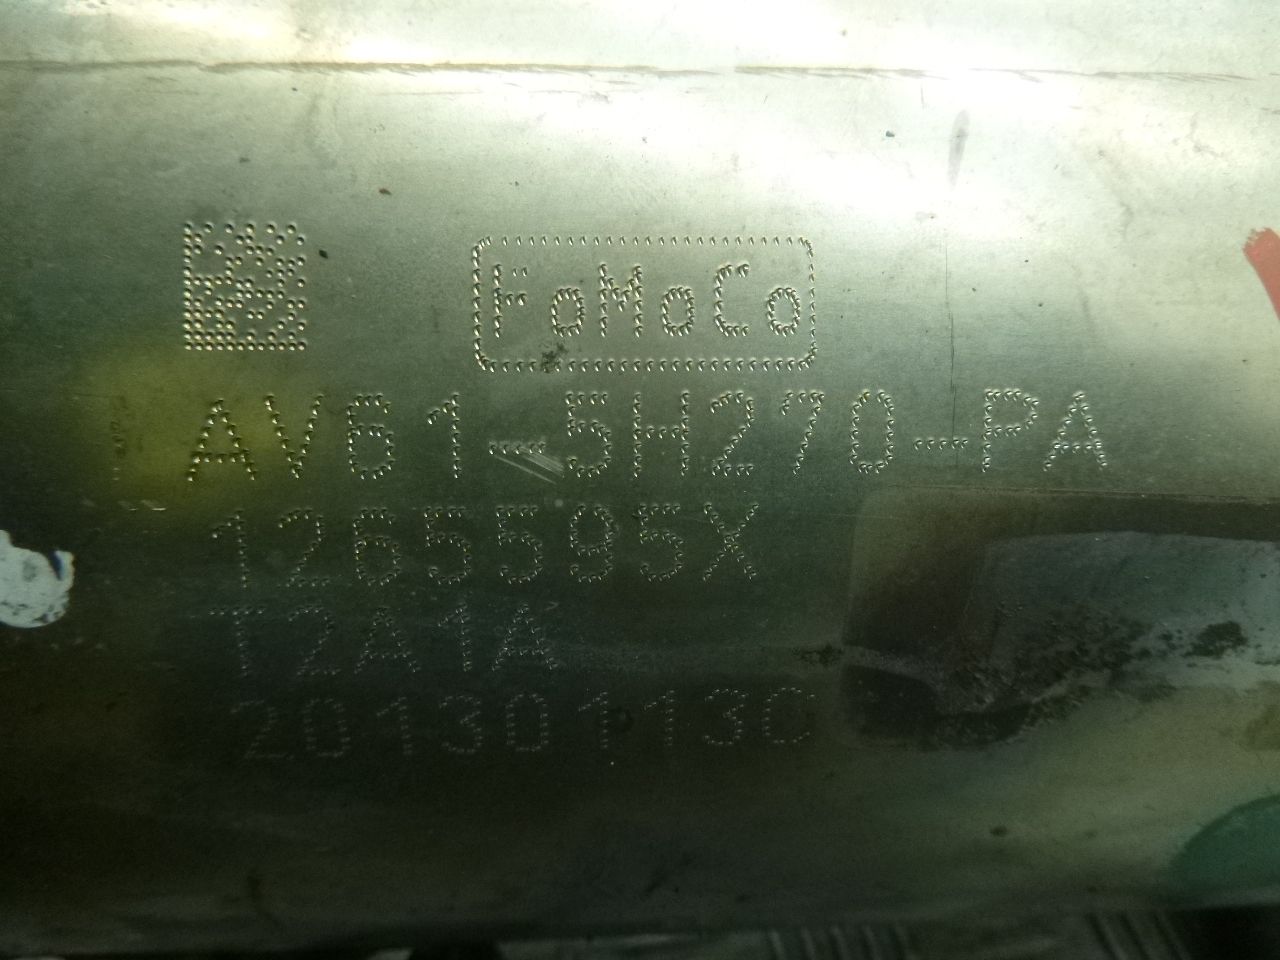 FoMoCo
AV61-5H270-PA
1265595X
T2A1A
20130113C